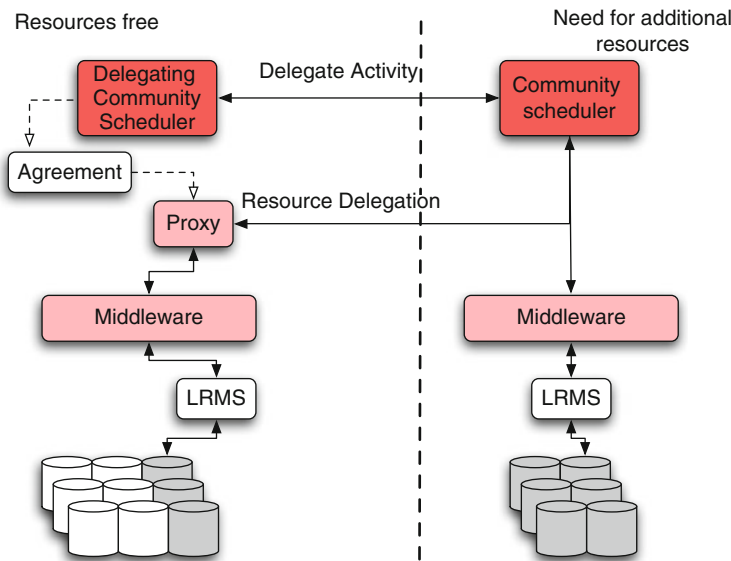 Resources free
Need for additional
resources
Delegating
Community
Scheduler
Delegate Activity
Community
scheduler
Agreement
Resource Delegation
Proxy
Middleware
Middleware
LRMS
LRMS